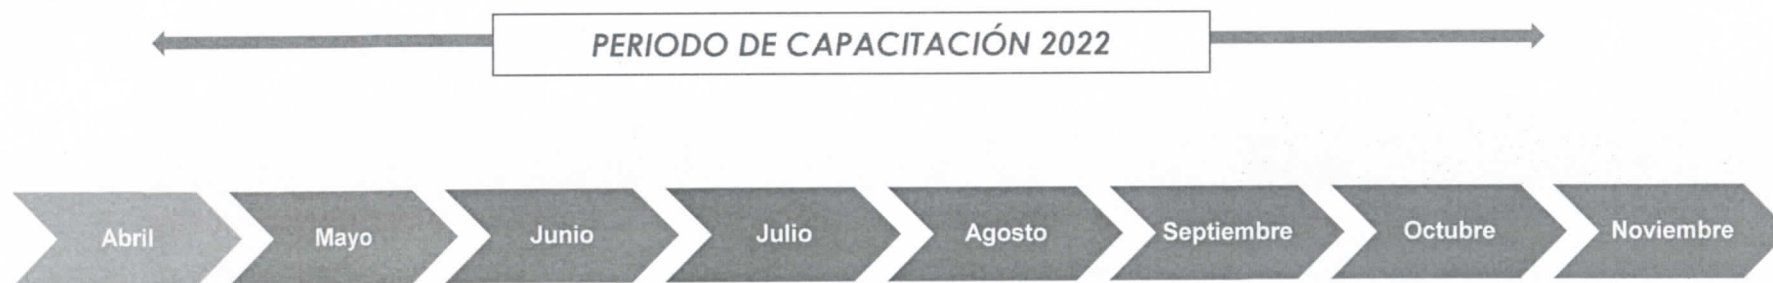 PERIODO DE CAPACITACIÓN 2022
Abril Mayo Junio Julio Agosto Septiembre Octubre Noviembre